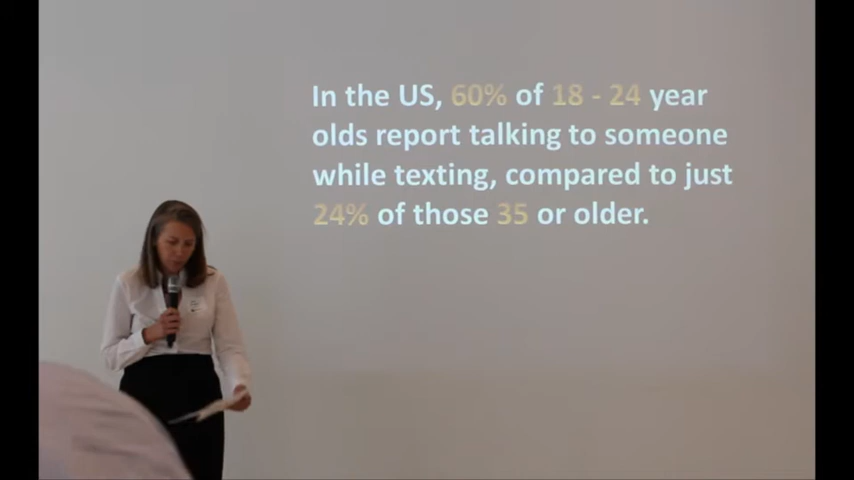 In the US, 60% of 18 - 24 year
olds report talking to someone
while texting, compared to just
24% of those 35 or older.